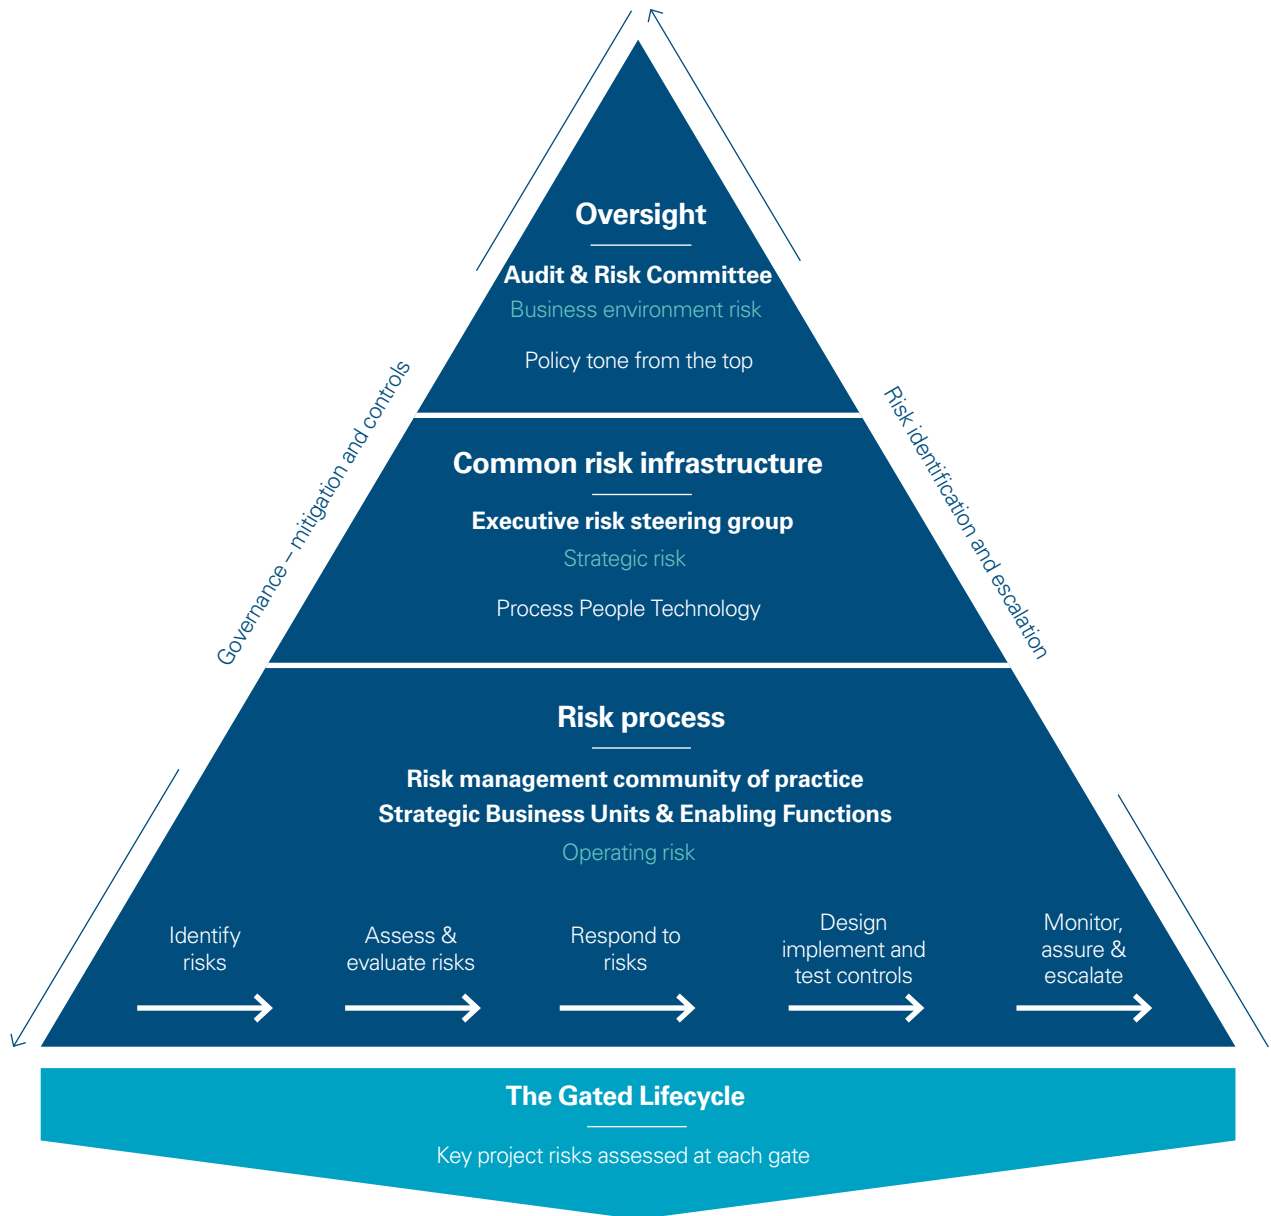 Oversight
Audit & Risk Committee
Business environment risk
Policy tone from the top
Governance – mitigation and controls
Risk identification and escalation
Common risk infrastructure
Executive risk steering group
Strategic risk
Process People Technology
Risk process
Risk management community of practice
Strategic Business Units & Enabling Functions
Operating risk
Identify
risks
Assess &
evaluate risks
Respond to
risks
Design
implement and
test controls
Monitor,
assure &
escalate
The Gated Lifecycle
Key project risks assessed at each gate